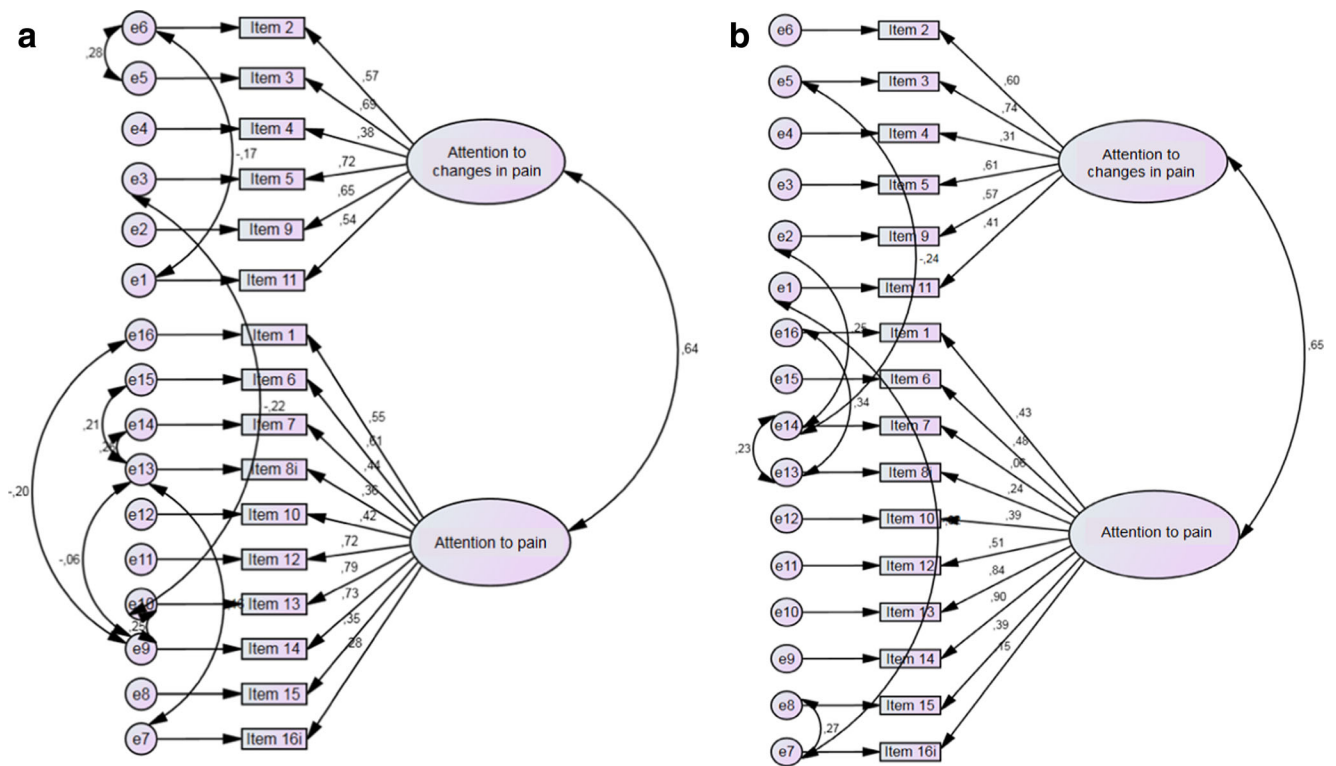 a
e6
Item 2
,28
e5
Item 3
,57
,69
e4
Item 4
,38
-,17
e3
Item 5
,72
,65
e2
Item 9
,54
e1
Item 11
Attention to
changes in pain
,64
e16
Item 1
e15
Item 6
-,22
,55
,21
e14
Item 7
,61
,44
e13
Item 8i
,36
-,20
e12
Item 10
,42
Attention to pain
-,06
e11
Item 12
,72
,79
e10
Item 13
,73
,25
,35
e9
Item 14
,28
e8
Item 15
e7
Item 16i
b
e6
Item 2
e5
Item 3
,60
,74
e4
Item 4
,31
e3
Item 5
,61
,57
e2
Item 9
,41
-,24
e1
Item 11
Attention to
changes in pain
,65
e16
Item 1
,25
e15
Item 6
,34
,43
e14
Item 7
,48
,23
,06
e13
Item 8i
,24
e12
Item 10
,39
Attention to pain
e11
Item 12
,51
,84
e10
Item 13
,90
,39
e9
Item 14
,15
e8
Item 15
,27
e7
Item 16i